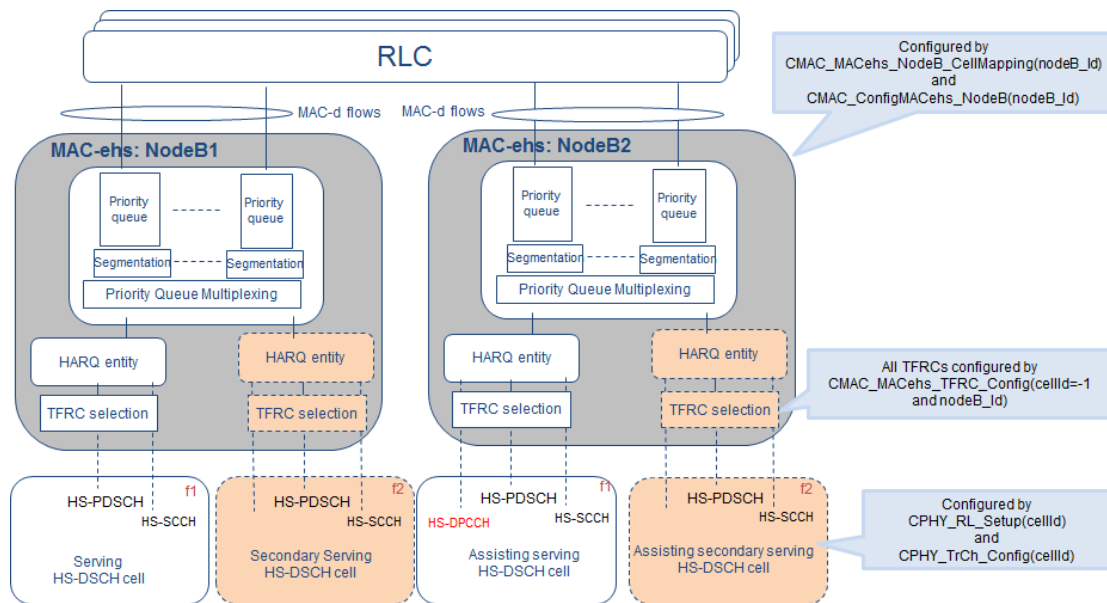 RLC
Configured by
CMAC_MACehs_NodeB_CellMapping(nodeB_Id)
and
CMAC_ConfigMACehs_NodeB(nodeB_Id)
MAC-d flows
MAC-d flows
MAC-ehs: NodeB1
Priority
queue
Priority
queue
Segmentation
Segmentation
Priority Queue Multiplexing
HARQ entity
HARQ entity
TFRC selection
TFRC selection
MAC-ehs: NodeB2
Priority
queue
Priority
queue
Segmentation
Segmentation
Priority Queue Multiplexing
HARQ entity
HARQ entity
TFRC selection
TFRC selection
All TFRCs configured by
CMAC_MACehs_TFRC_Config(cellId=-1
and nodeB_Id)
f1
HS-PDSCH
HS-SCCH
Serving
HS-DSCH cell
f2
HS-PDSCH
HS-SCCH
Secondary Serving
HS-DSCH cell
f1
HS-PDSCH
HS-DPCCH
HS-SCCH
Assisting serving
HS-DSCH cell
f2
HS-PDSCH
HS-SCCH
Assisting secondary serving
HS-DSCH cell
Configured by
CPHY_RL_Setup(cellId)
and
CPHY_TrCh_Config(cellId)